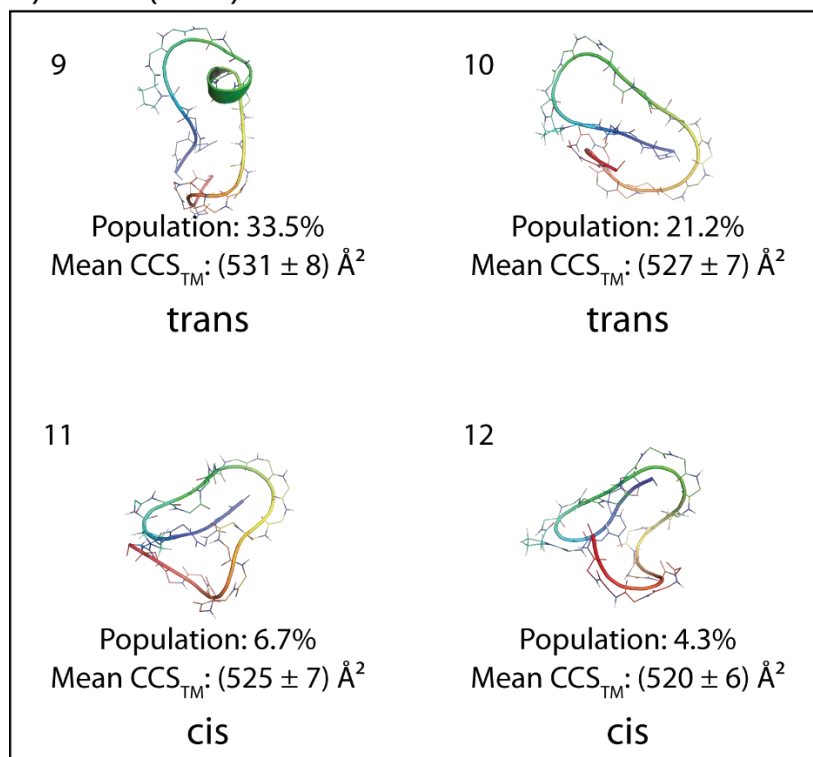 9
10
Population: 33.5%
Population: 21.2%
Mean CCS_TM: (531 ± 8) Å²
Mean CCS_TM: (527 ± 7) Å²
trans
trans
11
12
Population: 6.7%
Population: 4.3%
Mean CCS_TM: (525 ± 7) Å²
Mean CCS_TM: (520 ± 6) Å²
cis
cis